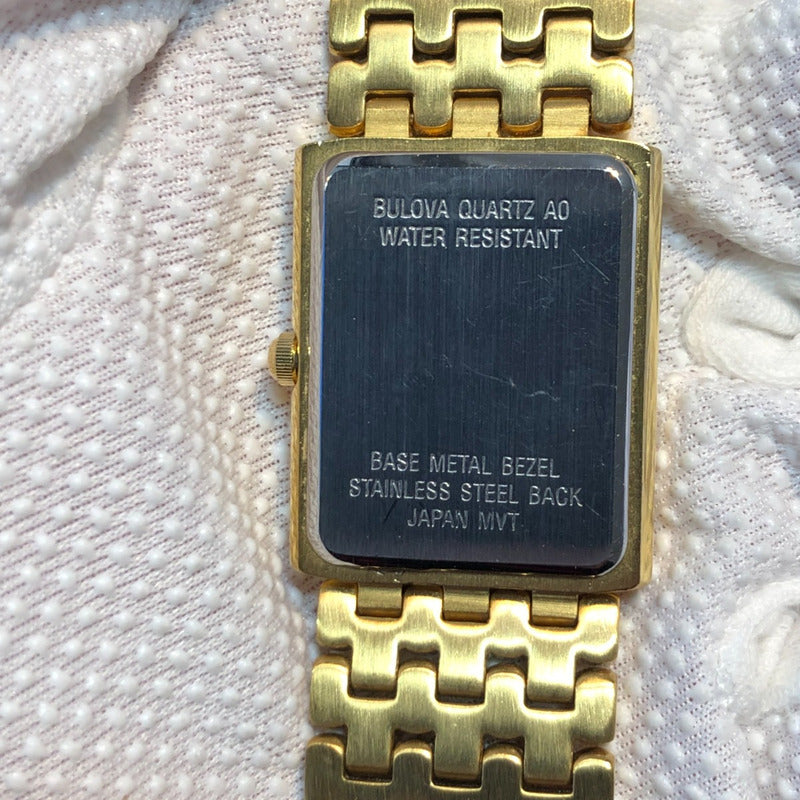 BULOVA QUARTZ A0
WATER RESISTANT
BASE METAL BEZEL
STAINLESS STEEL BACK
JAPAN MVT